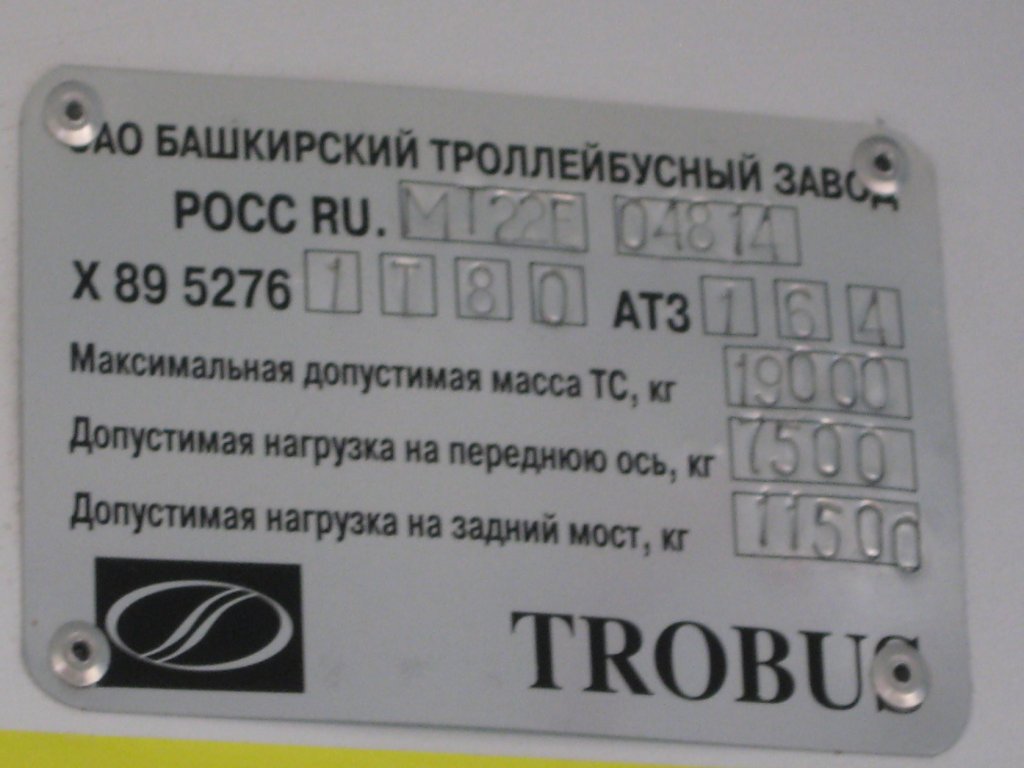 ЗАО БАШКИРСКИЙ ТРОЛЛЕЙБУСНЫЙ ЗАВОД
РОСС RU. МТ22Е 04814
X 89 5276 1 T 8 0 АТЗ 1 6 4
Максимальная допустимая масса ТС, кг 19000
Допустимая нагрузка на переднюю ось, кг 7500
Допустимая нагрузка на задний мост, кг 11500
TROBUS